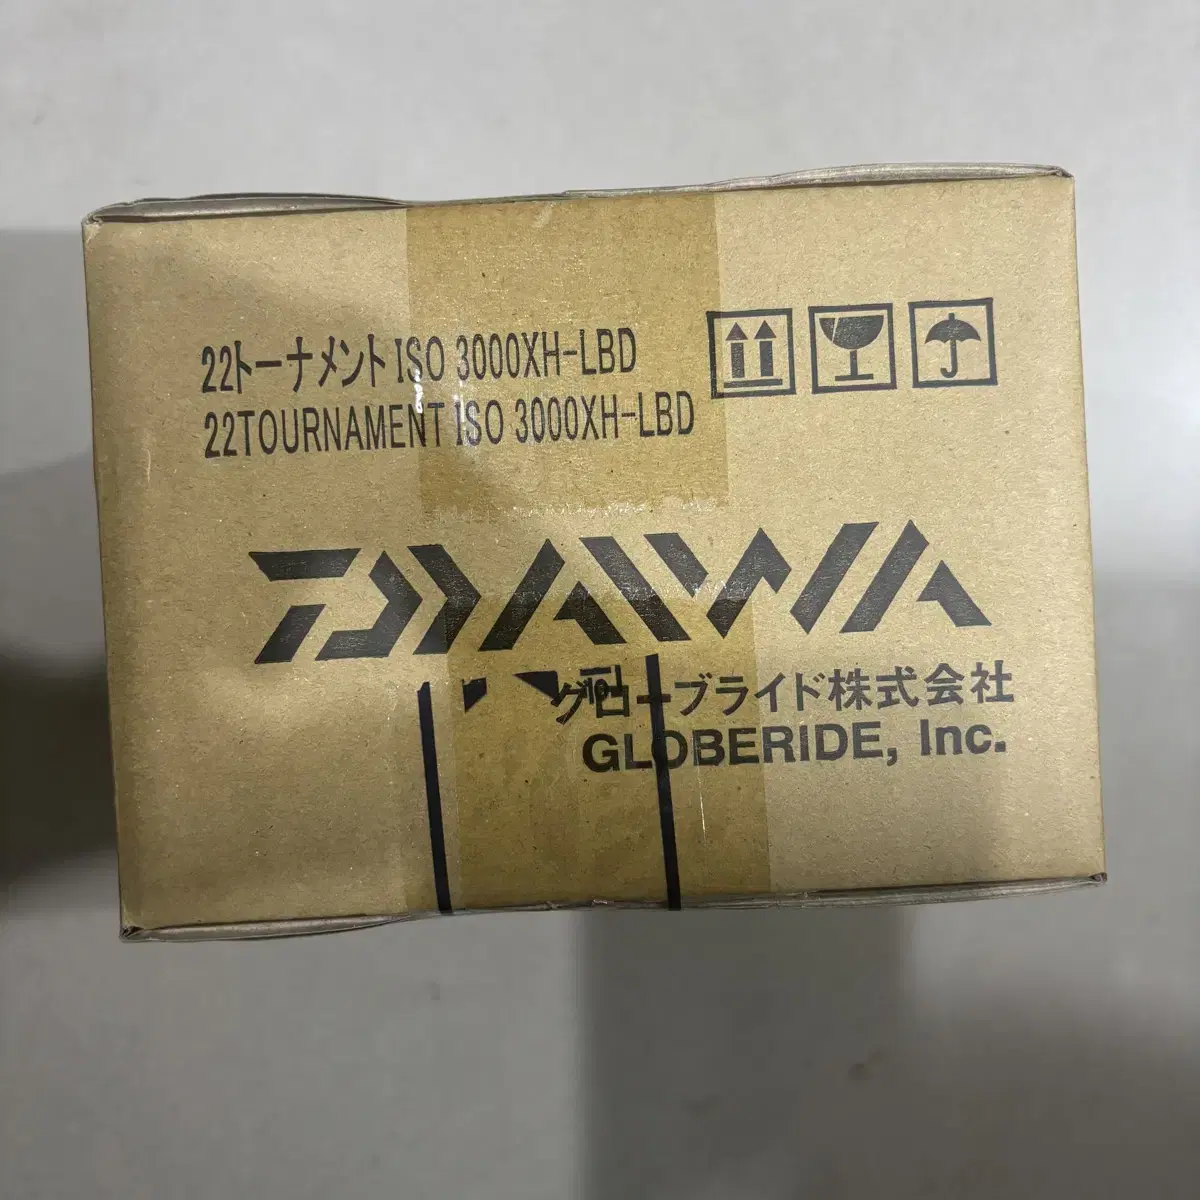 22トーナメント ISO 3000XH-LBD
22TOURNAMENT ISO 3000XH-LBD
DAIWA
グローブライド株式会社
GLOBERIDE, Inc.